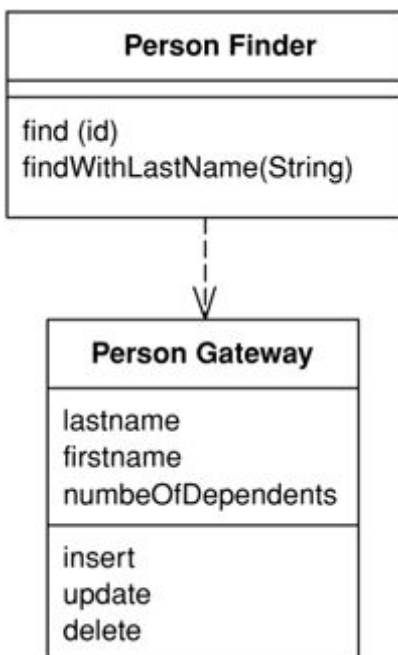 Person Finder
find (id)
findWithLastName(String)
Person Gateway
lastname
firstname
numbeOfDependents
insert
update
delete